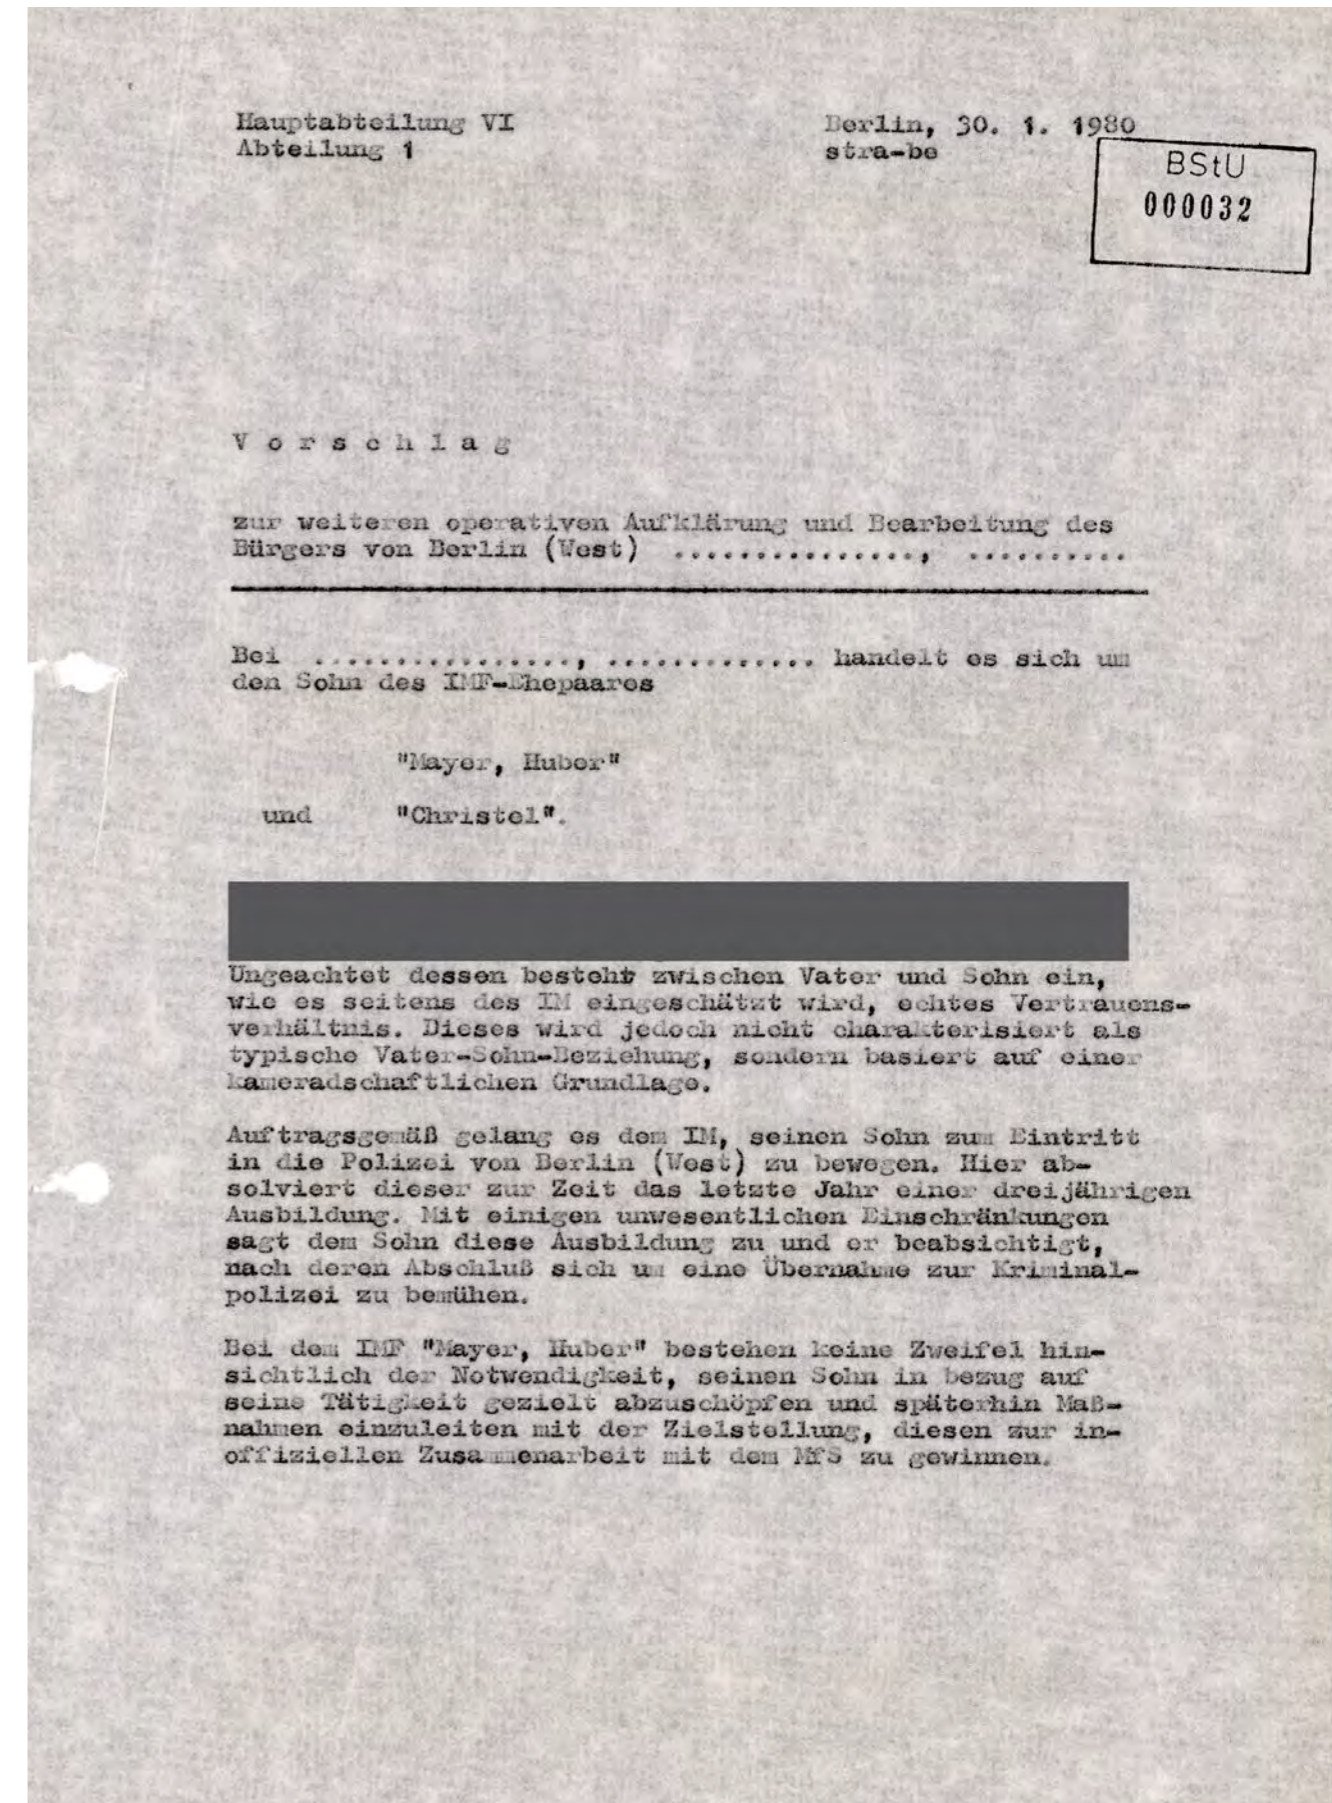 Hauptabteilung VI
Abteilung 1
Berlin, 30. 1. 1980
stra-be
BStU
000032
V o r s c h l a g
zur weiteren operativen Aufklärung und Bearbeitung des
Bürgers von Berlin (West) ..............., ..........
Bei ................, ............. handelt es sich um
den Sohn des IMF-Ehepaares
"Mayer, Huber"
und "Christel".
Ungeachtet dessen besteht zwischen Vater und Sohn ein,
wie es seitens des IM eingeschätzt wird, echtes Vertrauens-
verhältnis. Dieses wird jedoch nicht charakterisiert als
typische Vater-Sohn-Beziehung, sondern basiert auf einer
kameradschaftlichen Grundlage.
Auftragsgemäß gelang es dem IM, seinen Sohn zum Eintritt
in die Polizei von Berlin (West) zu bewegen. Hier ab-
solviert dieser zur Zeit das letzte Jahr einer dreijährigen
Ausbildung. Mit einigen unwesentlichen Einschränkungen
sagt dem Sohn diese Ausbildung zu und er beabsichtigt,
nach deren Abschluß sich um eine Übernahme zur Kriminal-
polizei zu bemühen.
Bei dem IMF "Mayer, Huber" bestehen keine Zweifel hin-
sichtlich der Notwendigkeit, seinen Sohn in bezug auf
seine Tätigkeit gezielt abzuschöpfen und späterhin Maß-
nahmen einzuleiten mit der Zielstellung, diesen zur in-
offiziellen Zusammenarbeit mit dem MfS zu gewinnen.